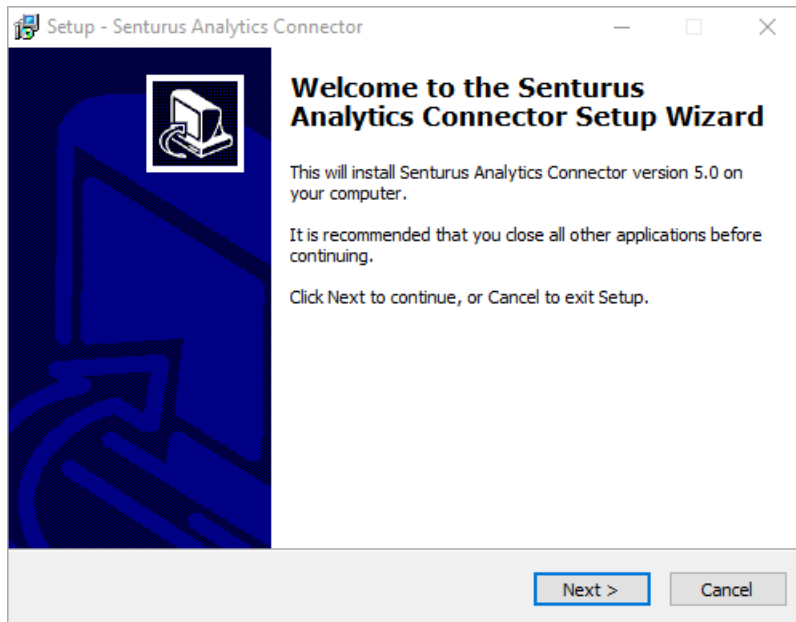 Setup - Senturus Analytics Connector
Welcome to the Senturus
Analytics Connector Setup Wizard
This will install Senturus Analytics Connector version 5.0 on
your computer.
It is recommended that you close all other applications before
continuing.
Click Next to continue, or Cancel to exit Setup.
Next >
Cancel